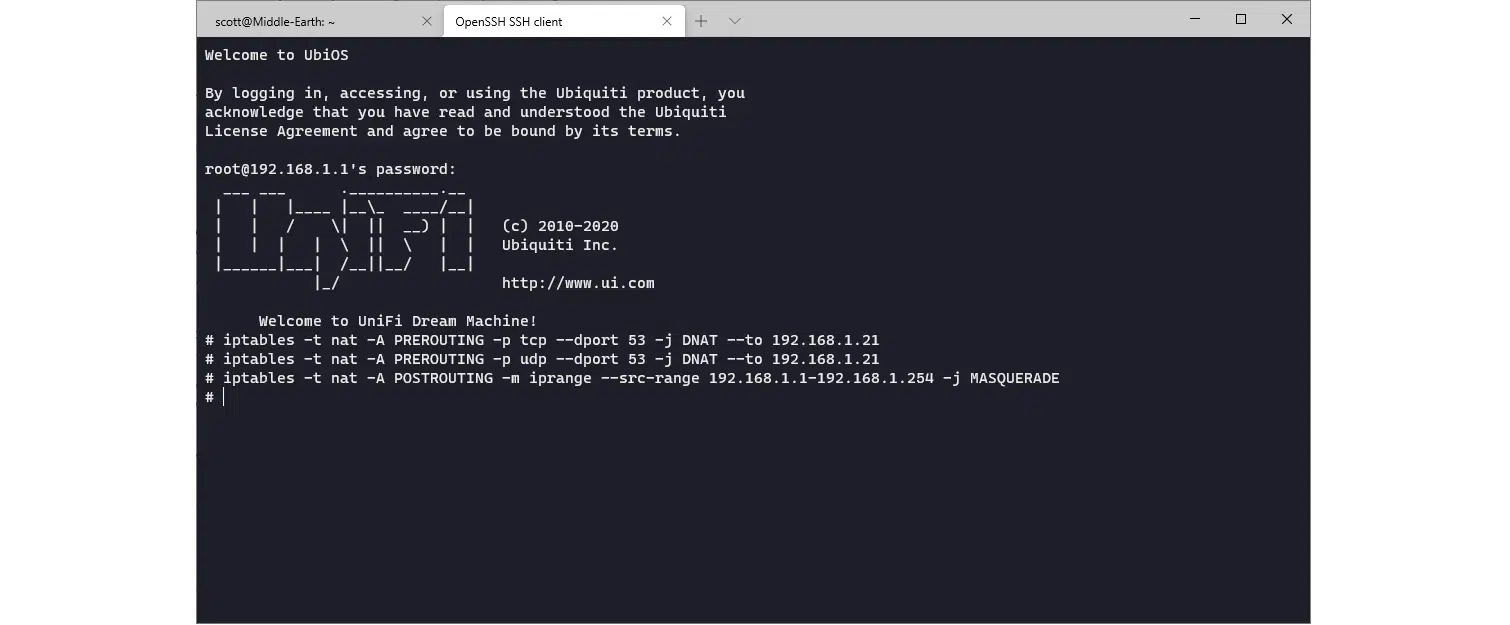 scott@Middle-Earth: ~
OpenSSH SSH client
Welcome to UbiOS
By logging in, accessing, or using the Ubiquiti product, you
acknowledge that you have read and understood the Ubiquiti
License Agreement and agree to be bound by its terms.
root@192.168.1.1's password:
(c) 2010-2020
Ubiquiti Inc.
http://www.ui.com
Welcome to UniFi Dream Machine!
# iptables -t nat -A PREROUTING -p tcp --dport 53 -j DNAT --to 192.168.1.21
# iptables -t nat -A PREROUTING -p udp --dport 53 -j DNAT --to 192.168.1.21
# iptables -t nat -A POSTROUTING -m iprange --src-range 192.168.1.1-192.168.1.254 -j MASQUERADE
#